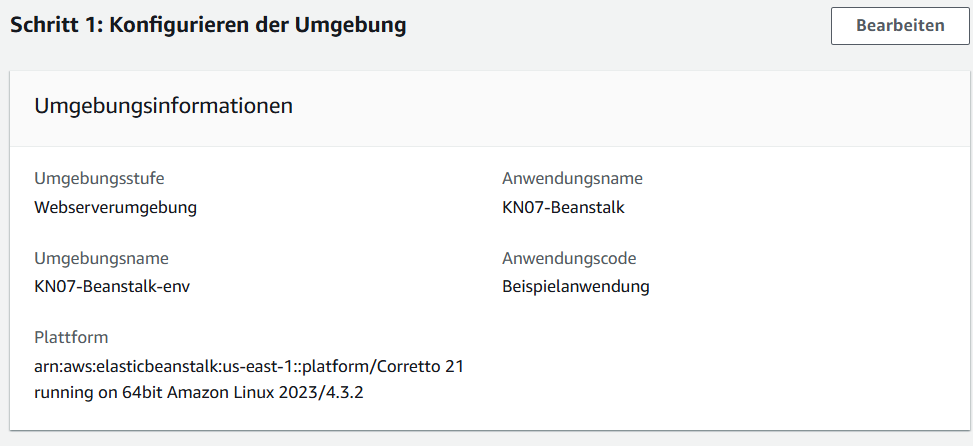 Schritt 1: Konfigurieren der Umgebung
Bearbeiten
Umgebungsinformationen
Umgebungsstufe
Webserverumgebung
Anwendungsname
KN07-Beanstalk
Umgebungsname
KN07-Beanstalk-env
Anwendungscode
Beispielanwendung
Plattform
arn:aws:elasticbeanstalk:us-east-1::platform/Corretto 21
running on 64bit Amazon Linux 2023/4.3.2